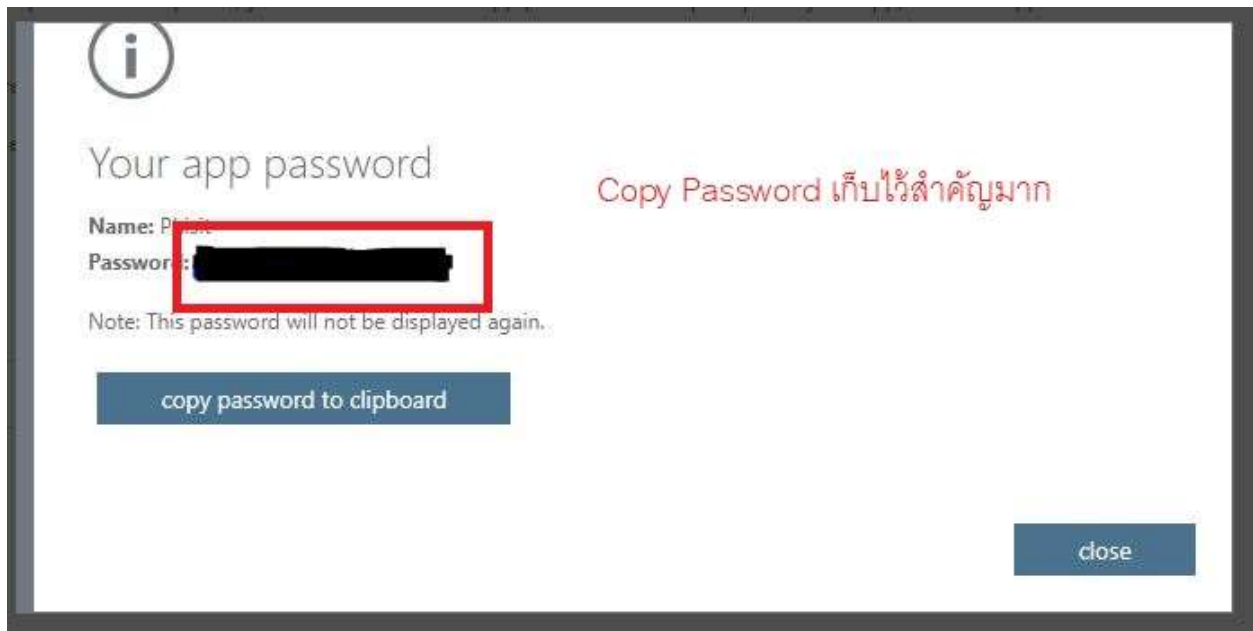 i
Your app password
Copy Password เก็บไว้สำคัญมาก
Name:
Password:
Note: This password will not be displayed again.
copy password to clipboard
close